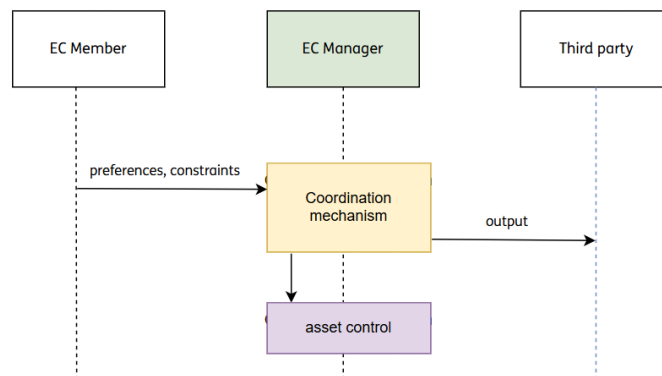 EC Member
EC Manager
Third party
preferences, constraints
Coordination
mechanism
output
asset control